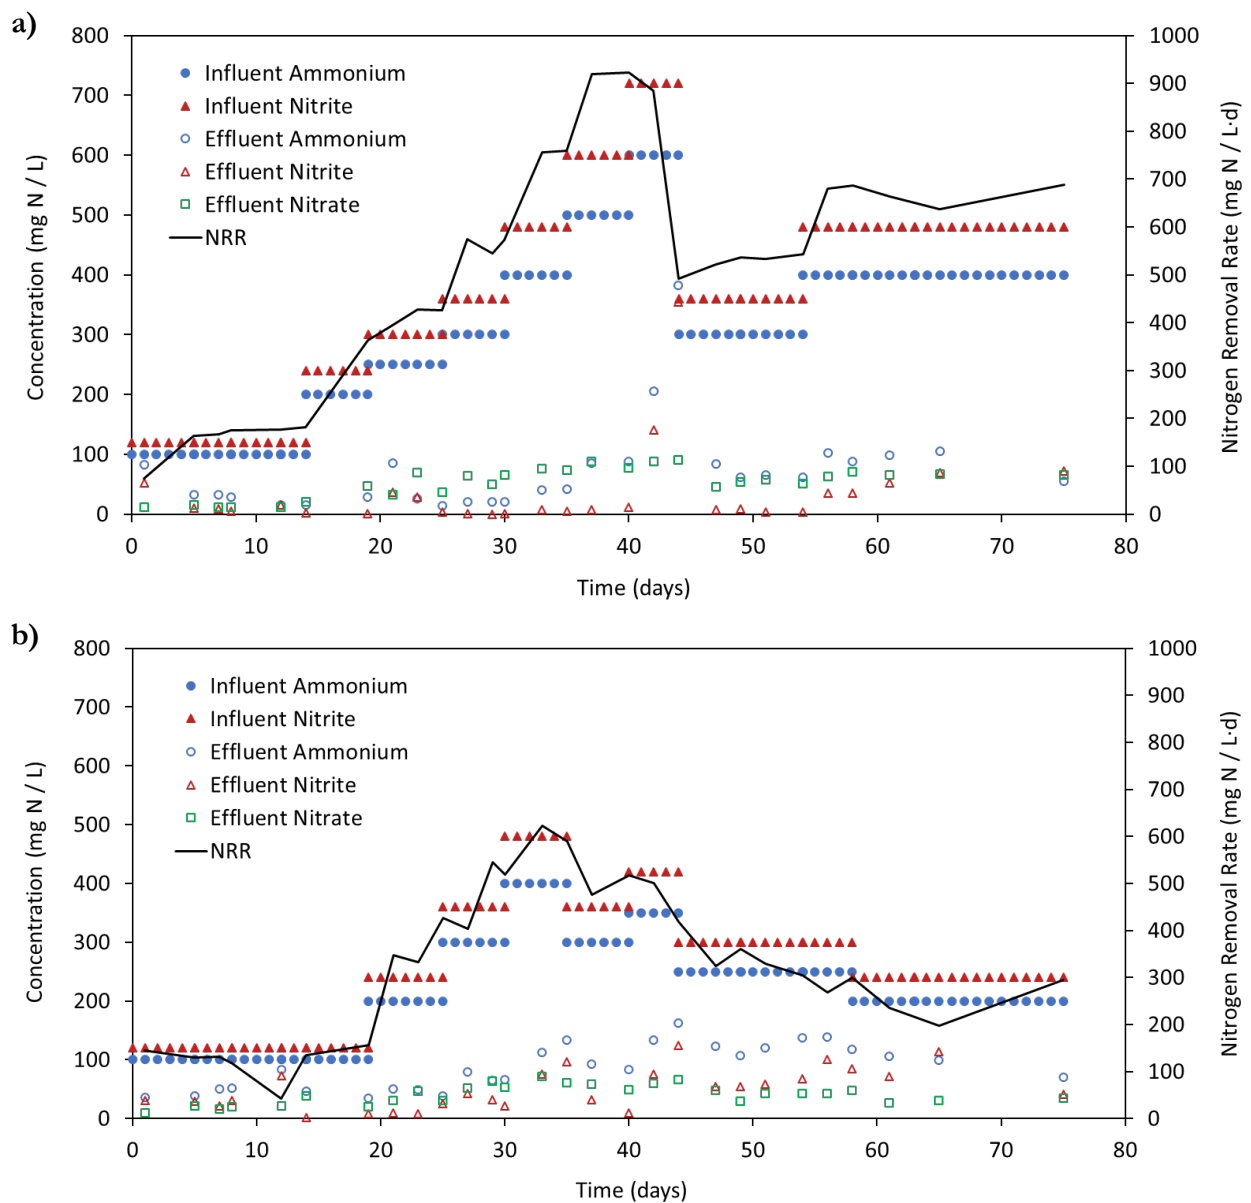 a)
800
700
600
500
400
300
200
100
0
Concentration (mg N / L)
1000
900
800
700
600
500
400
300
200
100
0
Nitrogen Removal Rate (mg N / L·d)
Influent Ammonium
Influent Nitrite
Effluent Ammonium
Effluent Nitrite
Effluent Nitrate
NRR
0 10 20 30 40 50 60 70 80
Time (days)
b)
800
700
600
500
400
300
200
100
0
Concentration (mg N / L)
1000
900
800
700
600
500
400
300
200
100
0
Nitrogen Removal Rate (mg N / L·d)
Influent Ammonium
Influent Nitrite
Effluent Ammonium
Effluent Nitrite
Effluent Nitrate
NRR
0 10 20 30 40 50 60 70 80
Time (days)